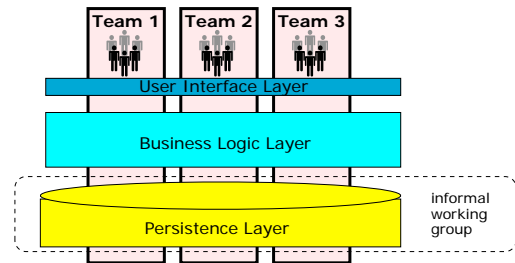 Team 1 Team 2 Team 3
User Interface Layer
Business Logic Layer
Persistence Layer
informal
working
group